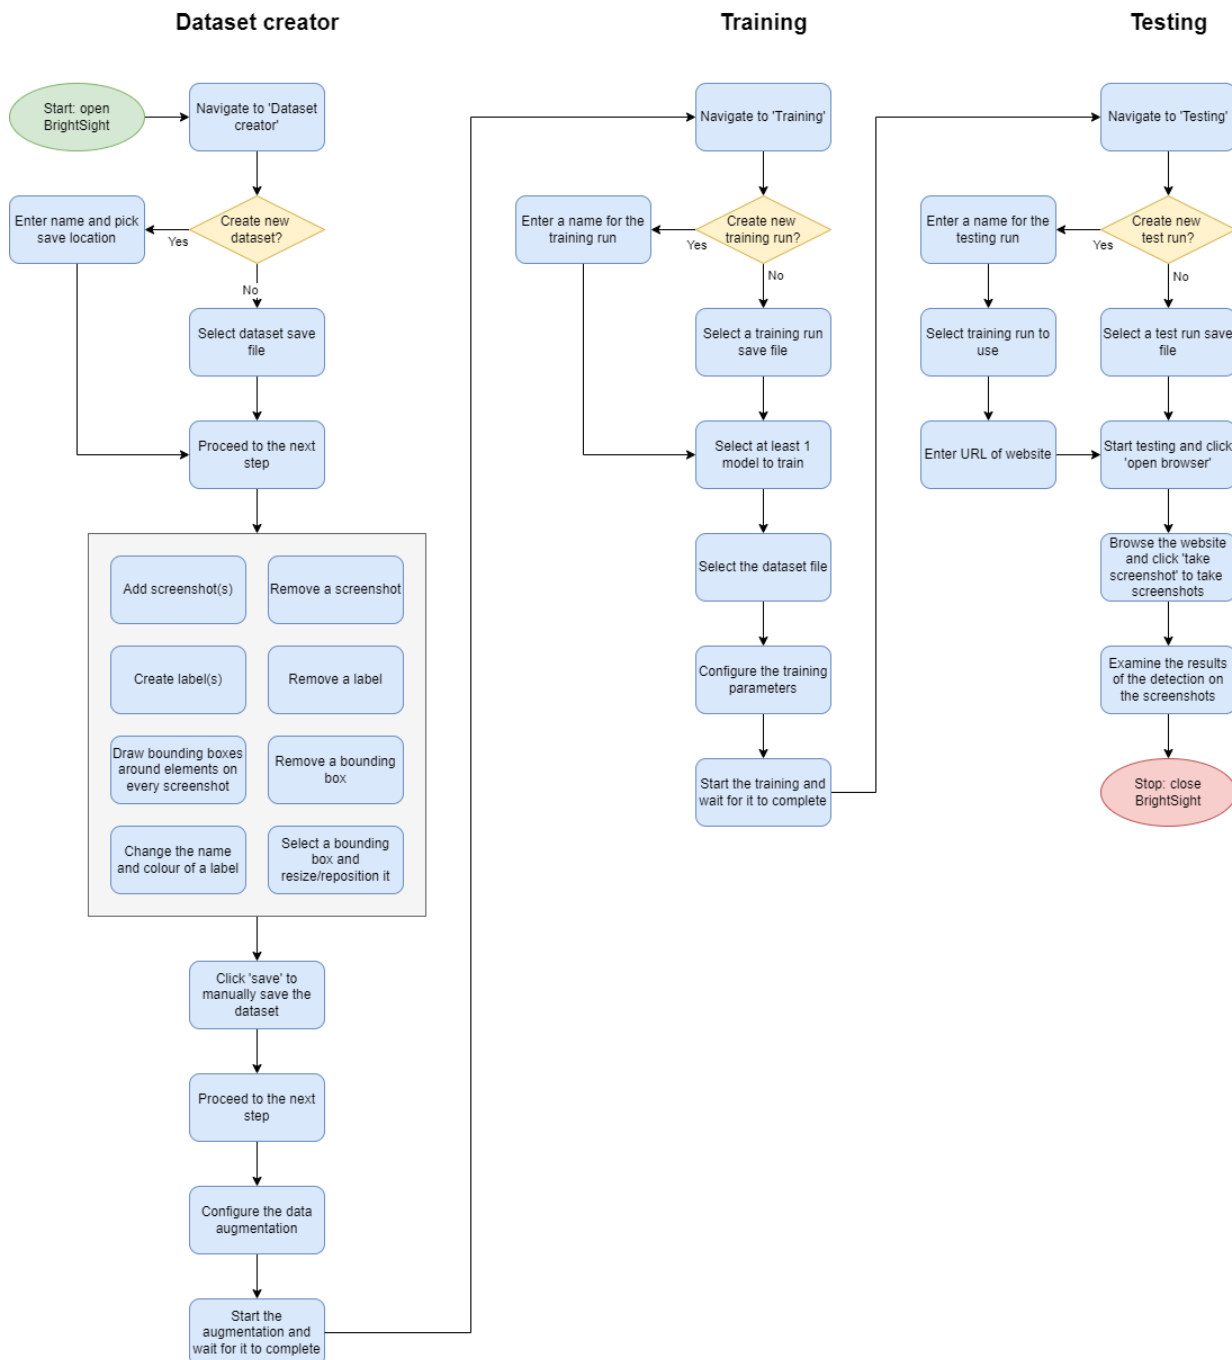 Dataset creator
Start: open
BrightSight
Navigate to 'Dataset
creator'
Create new
dataset?
Yes
Enter name and pick
save location
No
Select dataset save
file
Proceed to the next
step
Add screenshot(s)
Remove a screenshot
Create label(s)
Remove a label
Draw bounding boxes
around elements on
every screenshot
Remove a bounding
box
Change the name
and colour of a label
Select a bounding
box and
resize/reposition it
Click 'save' to
manually save the
dataset
Proceed to the next
step
Configure the data
augmentation
Start the
augmentation and
wait for it to complete
Training
Navigate to 'Training'
Create new
training run?
Yes
Enter a name for the
training run
No
Select a training run
save file
Select at least 1
model to train
Select the dataset file
Configure the training
parameters
Start the training and
wait for it to complete
Testing
Navigate to 'Testing'
Create new
test run?
Yes
Enter a name for the
testing run
No
Select training run to
use
Select a test run save
file
Enter URL of website
Start testing and click
'open browser'
Browse the website
and click 'take
screenshot' to take
screenshots
Examine the results
of the detection on
the screenshots
Stop: close
BrightSight